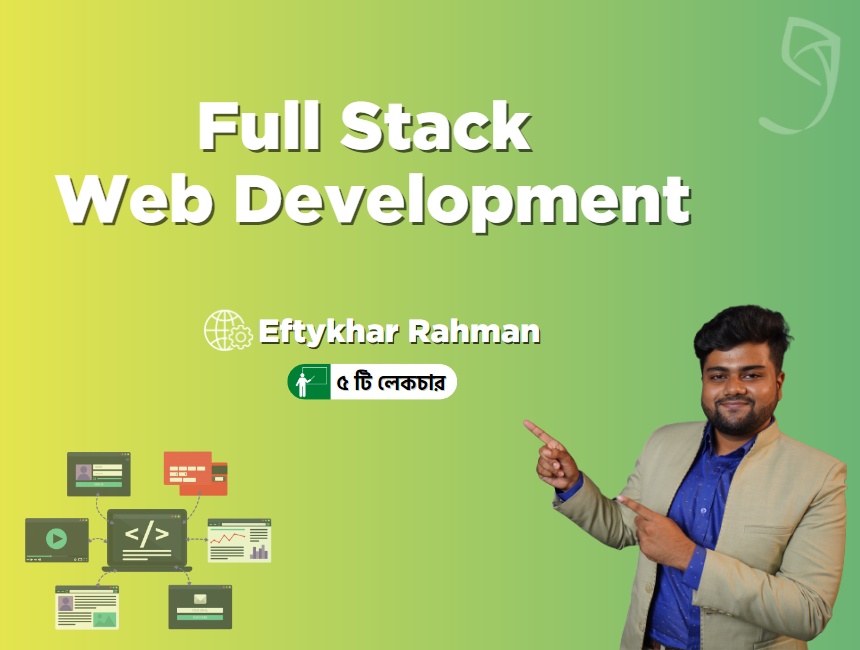 Full Stack
Web Development
Eftykhar Rahman
৫ টি লেকচার
</>